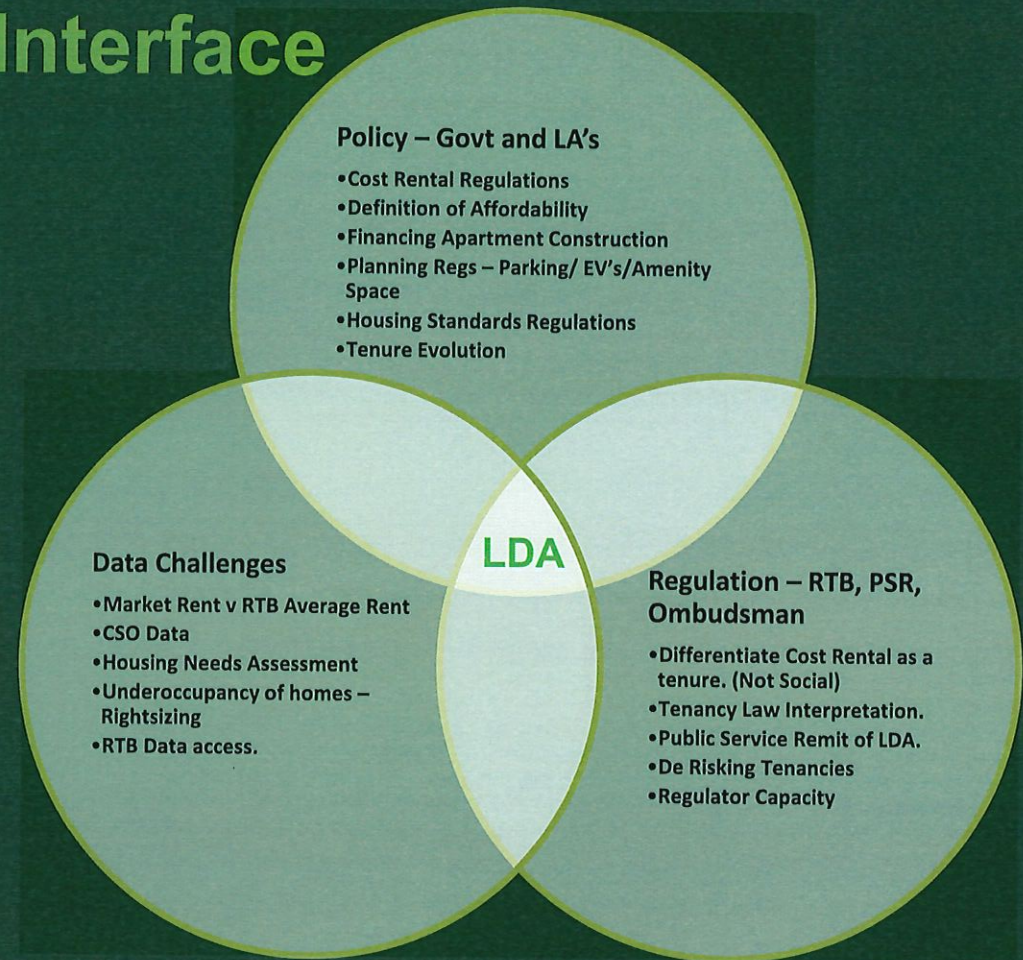 Interface
Policy – Govt and LA's
•Cost Rental Regulations
•Definition of Affordability
•Financing Apartment Construction
•Planning Regs – Parking/ EV's/Amenity
Space
•Housing Standards Regulations
•Tenure Evolution
LDA
Data Challenges
•Market Rent v RTB Average Rent
•CSO Data
•Housing Needs Assessment
•Underoccupancy of homes –
Rightsizing
•RTB Data access.
Regulation – RTB, PSR,
Ombudsman
•Differentiate Cost Rental as a
tenure. (Not Social)
•Tenancy Law Interpretation.
•Public Service Remit of LDA.
•De Risking Tenancies
•Regulator Capacity